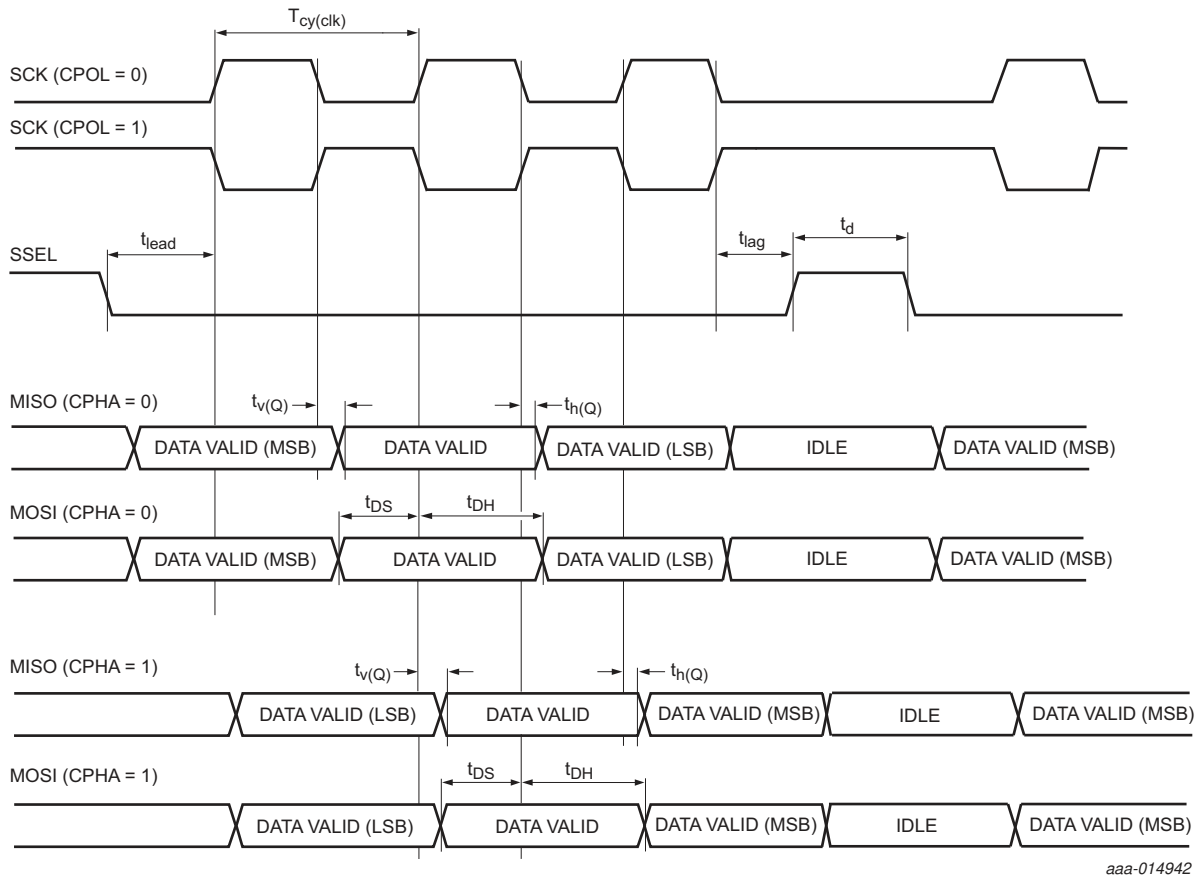 Tcy(clk)
SCK (CPOL = 0)
SCK (CPOL = 1)
tlead
tlag
td
SSEL
MISO (CPHA = 0)
tv(Q)
th(Q)
DATA VALID (MSB)
DATA VALID
DATA VALID (LSB)
IDLE
DATA VALID (MSB)
MOSI (CPHA = 0)
tDS
tDH
DATA VALID (MSB)
DATA VALID
DATA VALID (LSB)
IDLE
DATA VALID (MSB)
MISO (CPHA = 1)
tv(Q)
th(Q)
DATA VALID (LSB)
DATA VALID
DATA VALID (MSB)
IDLE
DATA VALID (MSB)
MOSI (CPHA = 1)
tDS
tDH
DATA VALID (LSB)
DATA VALID
DATA VALID (MSB)
IDLE
DATA VALID (MSB)
aaa-014942